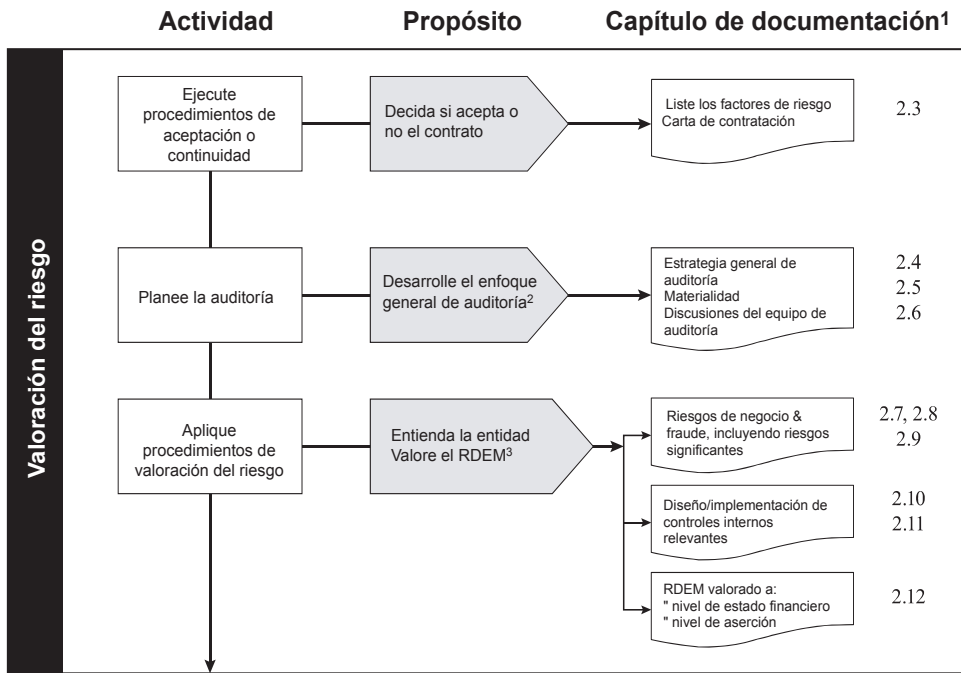 Actividad
Propósito
Capítulo de documentación¹
Valoración del riesgo
Ejecute
procedimientos de
aceptación o
continuidad
Decida si acepta o
no el contrato
Liste los factores de riesgo
Carta de contratación
2.3
Planee la auditoría
Desarrolle el enfoque
general de auditoría²
Estrategia general de
auditoría
Materialidad
Discusiones del equipo de
auditoría
2.4
2.5
2.6
Aplique
procedimientos de
valoración del riesgo
Entienda la entidad
Valore el RDEM³
Riesgos de negocio &
fraude, incluyendo riesgos
significantes
2.7, 2.8
2.9
Diseño/implementación de
controles internos
relevantes
2.10
2.11
RDEM valorado a:
" nivel de estado financiero
" nivel de aserción
2.12